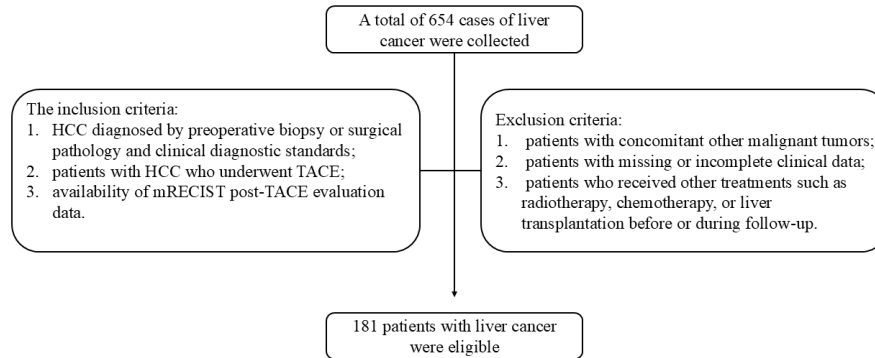 A total of 654 cases of liver
cancer were collected
The inclusion criteria:
1. HCC diagnosed by preoperative biopsy or surgical
pathology and clinical diagnostic standards;
2. patients with HCC who underwent TACE;
3. availability of mRECIST post-TACE evaluation
data.
Exclusion criteria:
1. patients with concomitant other malignant tumors;
2. patients with missing or incomplete clinical data;
3. patients who received other treatments such as
radiotherapy, chemotherapy, or liver
transplantation before or during follow-up.
181 patients with liver cancer
were eligible